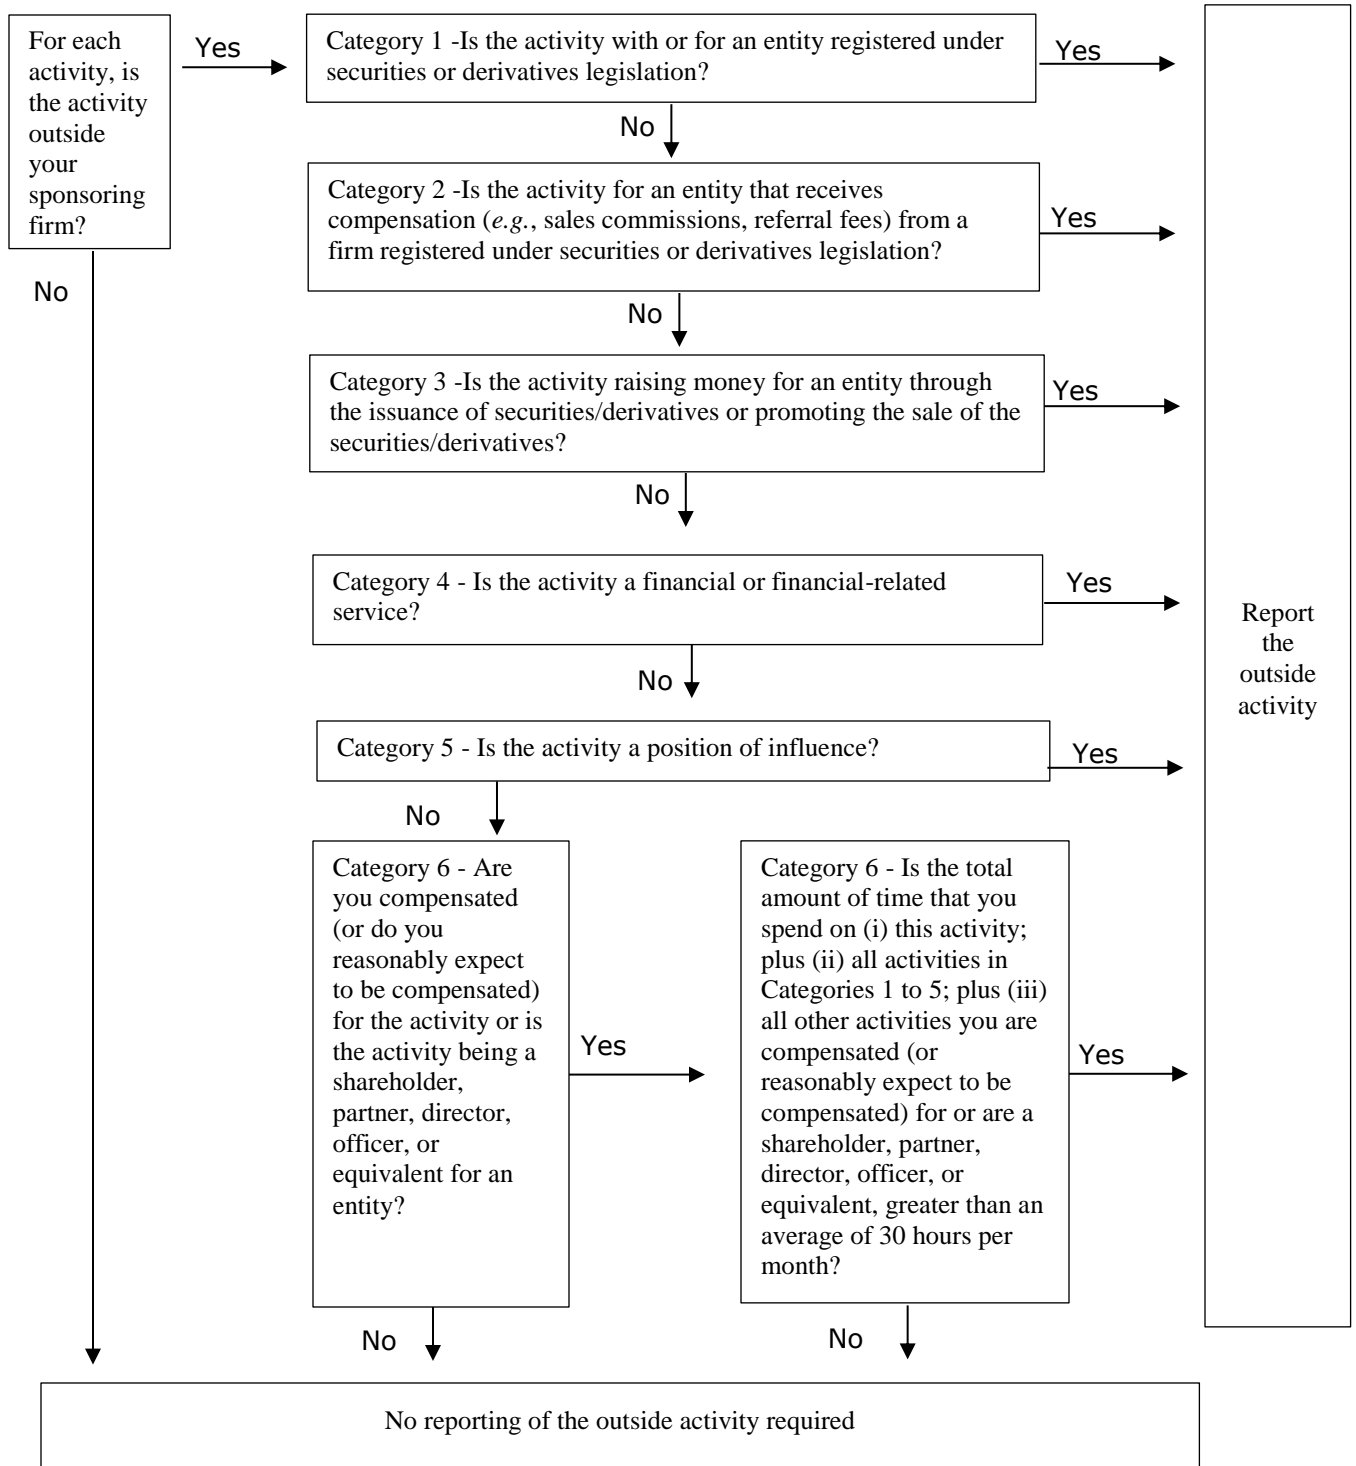 For each
activity, is
the activity
outside
your
sponsoring
firm?
Yes
No
Category 1 -Is the activity with or for an entity registered under
securities or derivatives legislation?
Yes
No
Category 2 -Is the activity for an entity that receives
compensation (e.g., sales commissions, referral fees) from a
firm registered under securities or derivatives legislation?
Yes
No
Category 3 -Is the activity raising money for an entity through
the issuance of securities/derivatives or promoting the sale of the
securities/derivatives?
Yes
No
Category 4 - Is the activity a financial or financial-related
service?
Yes
No
Category 5 - Is the activity a position of influence?
Yes
No
Category 6 - Are
you compensated
(or do you
reasonably expect
to be compensated)
for the activity or is
the activity being a
shareholder,
partner, director,
officer, or
equivalent for an
entity?
Yes
No
Category 6 - Is the total
amount of time that you
spend on (i) this activity;
plus (ii) all activities in
Categories 1 to 5; plus (iii)
all other activities you are
compensated (or
reasonably expect to be
compensated) for or are a
shareholder, partner,
director, officer, or
equivalent, greater than an
average of 30 hours per
month?
Yes
No
Report
the
outside
activity
No reporting of the outside activity required